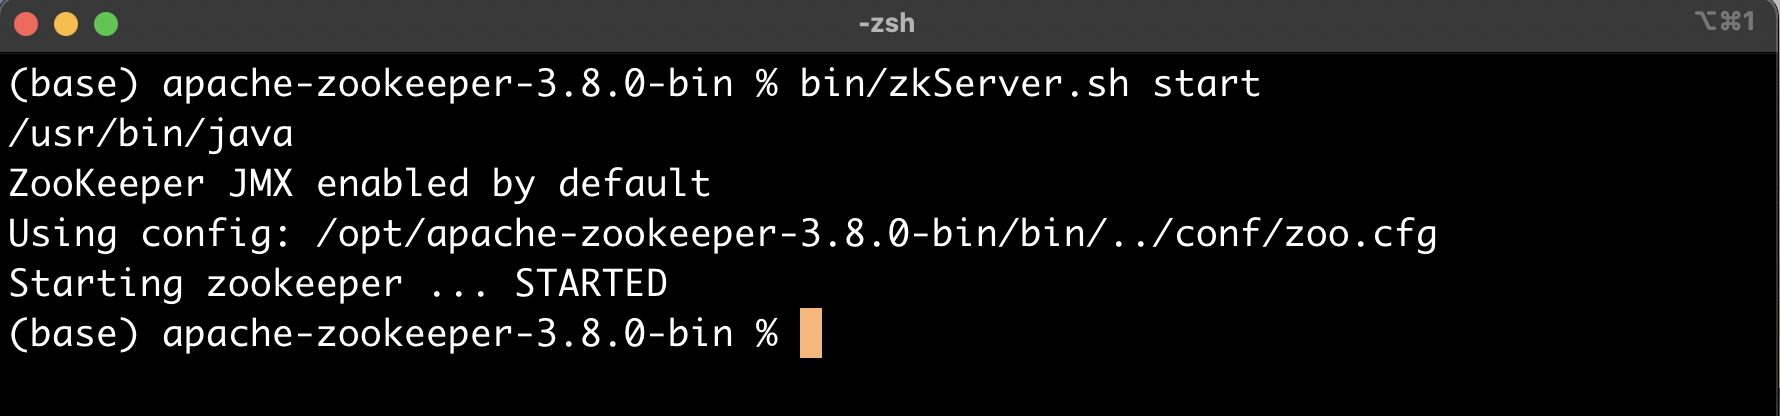 -zsh
⌥⌘1
(base) apache-zookeeper-3.8.0-bin % bin/zkServer.sh start
/usr/bin/java
ZooKeeper JMX enabled by default
Using config: /opt/apache-zookeeper-3.8.0-bin/bin/../conf/zoo.cfg
Starting zookeeper ... STARTED
(base) apache-zookeeper-3.8.0-bin %